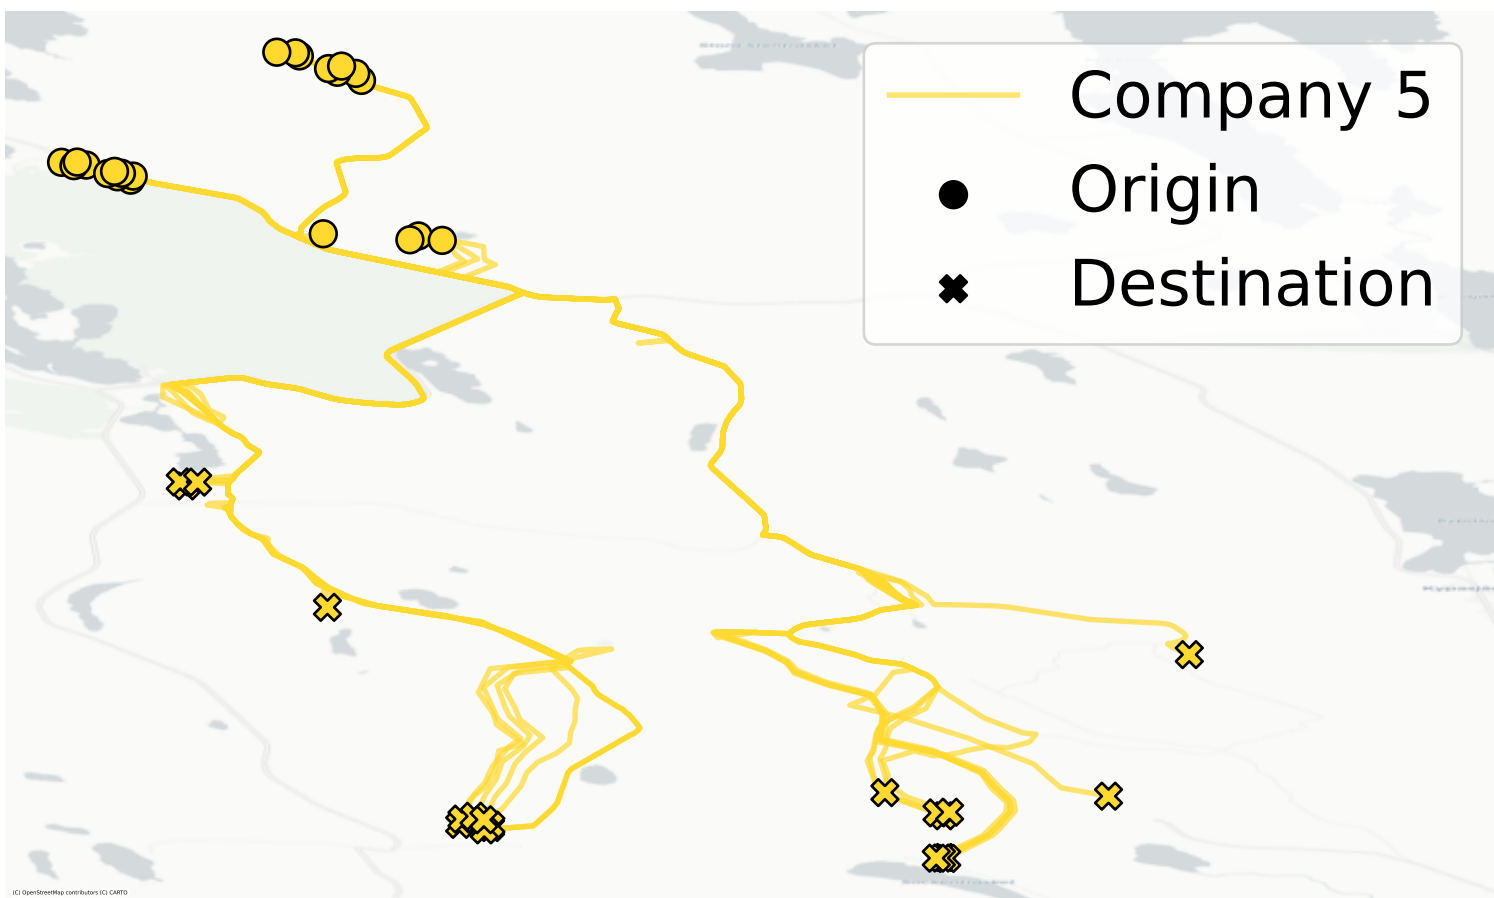 Company 5
Origin
Destination
(C) OpenStreetMap contributors (C) CARTO